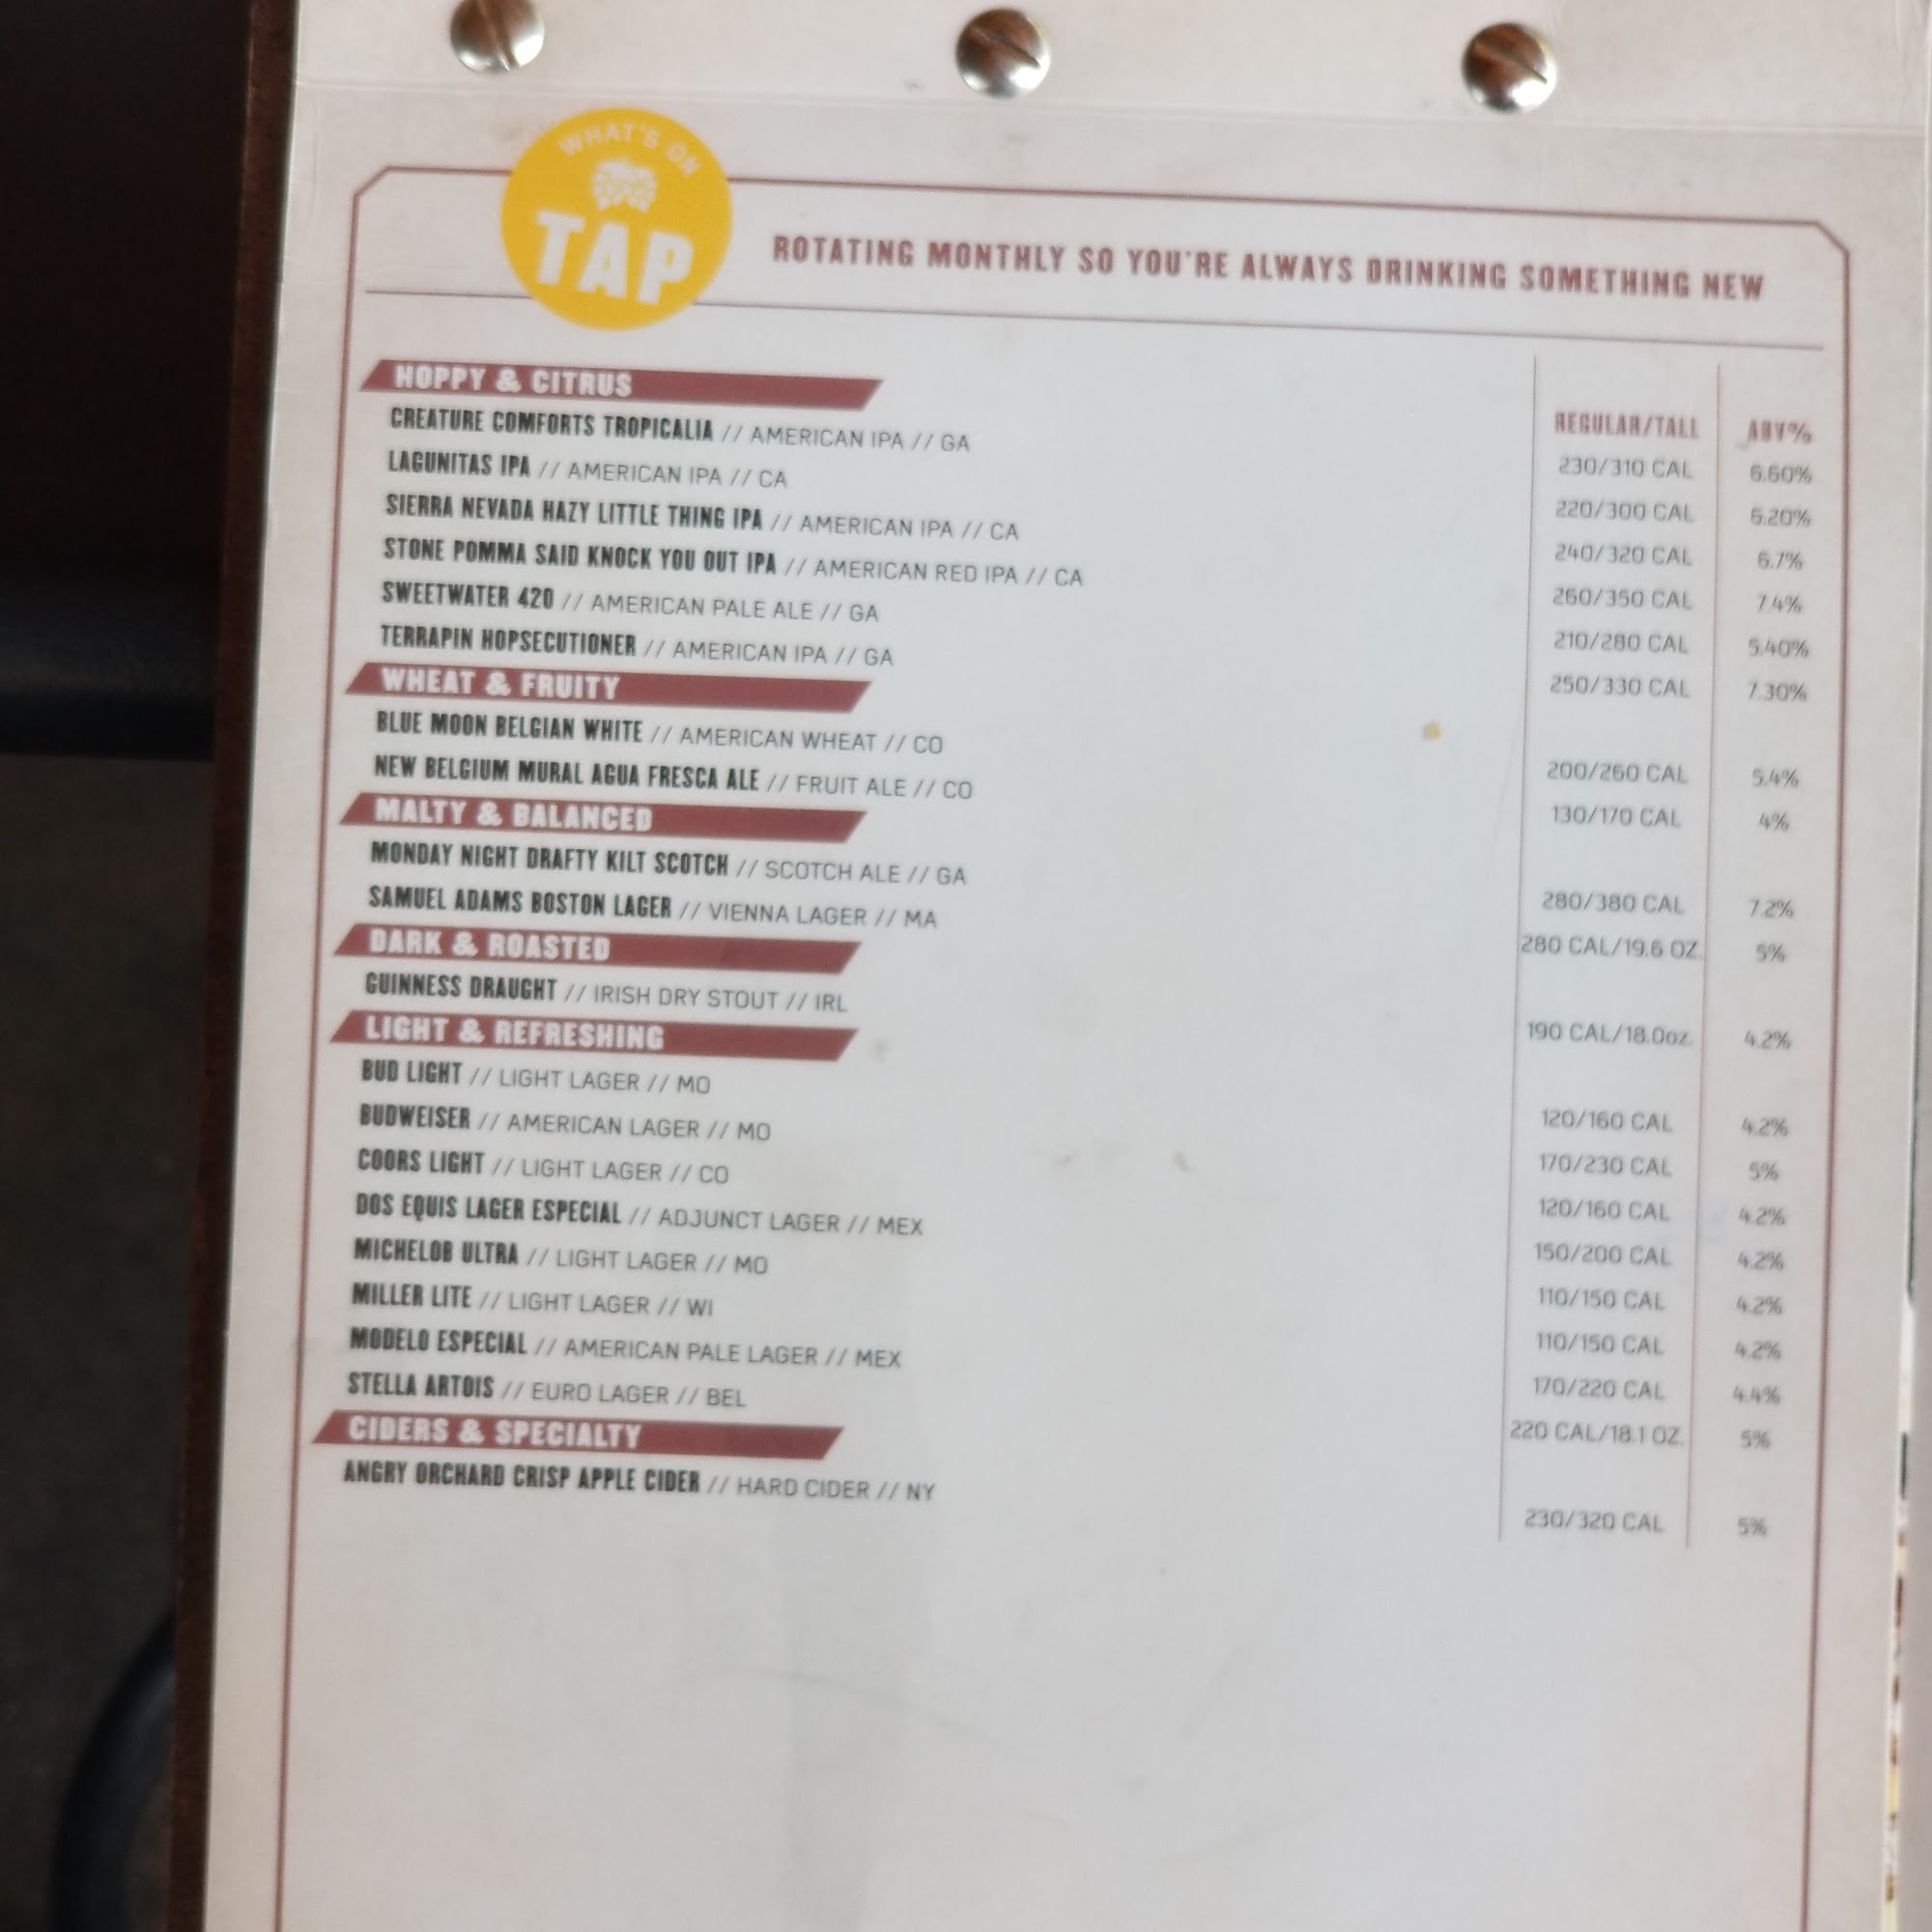 WHAT'S ON
TAP
ROTATING MONTHLY SO YOU'RE ALWAYS DRINKING SOMETHING NEW
HOPPY & CITRUS
REGULAR/TALL ABV%
CREATURE COMFORTS TROPICALIA // AMERICAN IPA // GA 230/310 CAL 6.60%
LAGUNITAS IPA // AMERICAN IPA // CA 220/300 CAL 6.20%
SIERRA NEVADA HAZY LITTLE THING IPA // AMERICAN IPA // CA 240/320 CAL 6.7%
STONE POMMA SAID KNOCK YOU OUT IPA // AMERICAN RED IPA // CA 260/350 CAL 7.4%
SWEETWATER 420 // AMERICAN PALE ALE // GA 210/280 CAL 5.40%
TERRAPIN HOPSECUTIONER // AMERICAN IPA // GA 250/330 CAL 7.30%
WHEAT & FRUITY
BLUE MOON BELGIAN WHITE // AMERICAN WHEAT // CO 200/260 CAL 5.4%
NEW BELGIUM MURAL AGUA FRESCA ALE // FRUIT ALE // CO 130/170 CAL 4%
MALTY & BALANCED
MONDAY NIGHT DRAFTY KILT SCOTCH // SCOTCH ALE // GA 280/380 CAL 7.2%
SAMUEL ADAMS BOSTON LAGER // VIENNA LAGER // MA 280 CAL/19.6 OZ. 5%
DARK & ROASTED
GUINNESS DRAUGHT // IRISH DRY STOUT // IRL 190 CAL/18.0oz. 4.2%
LIGHT & REFRESHING
BUD LIGHT // LIGHT LAGER // MO 120/160 CAL 4.2%
BUDWEISER // AMERICAN LAGER // MO 170/230 CAL 5%
COORS LIGHT // LIGHT LAGER // CO 120/160 CAL 4.2%
DOS EQUIS LAGER ESPECIAL // ADJUNCT LAGER // MEX 150/200 CAL 4.2%
MICHELOB ULTRA // LIGHT LAGER // MO 110/150 CAL 4.2%
MILLER LITE // LIGHT LAGER // WI 110/150 CAL 4.2%
MODELO ESPECIAL // AMERICAN PALE LAGER // MEX 170/220 CAL 4.4%
STELLA ARTOIS // EURO LAGER // BEL 220 CAL/18.1 OZ. 5%
CIDERS & SPECIALTY
ANGRY ORCHARD CRISP APPLE CIDER // HARD CIDER // NY 230/320 CAL 5%